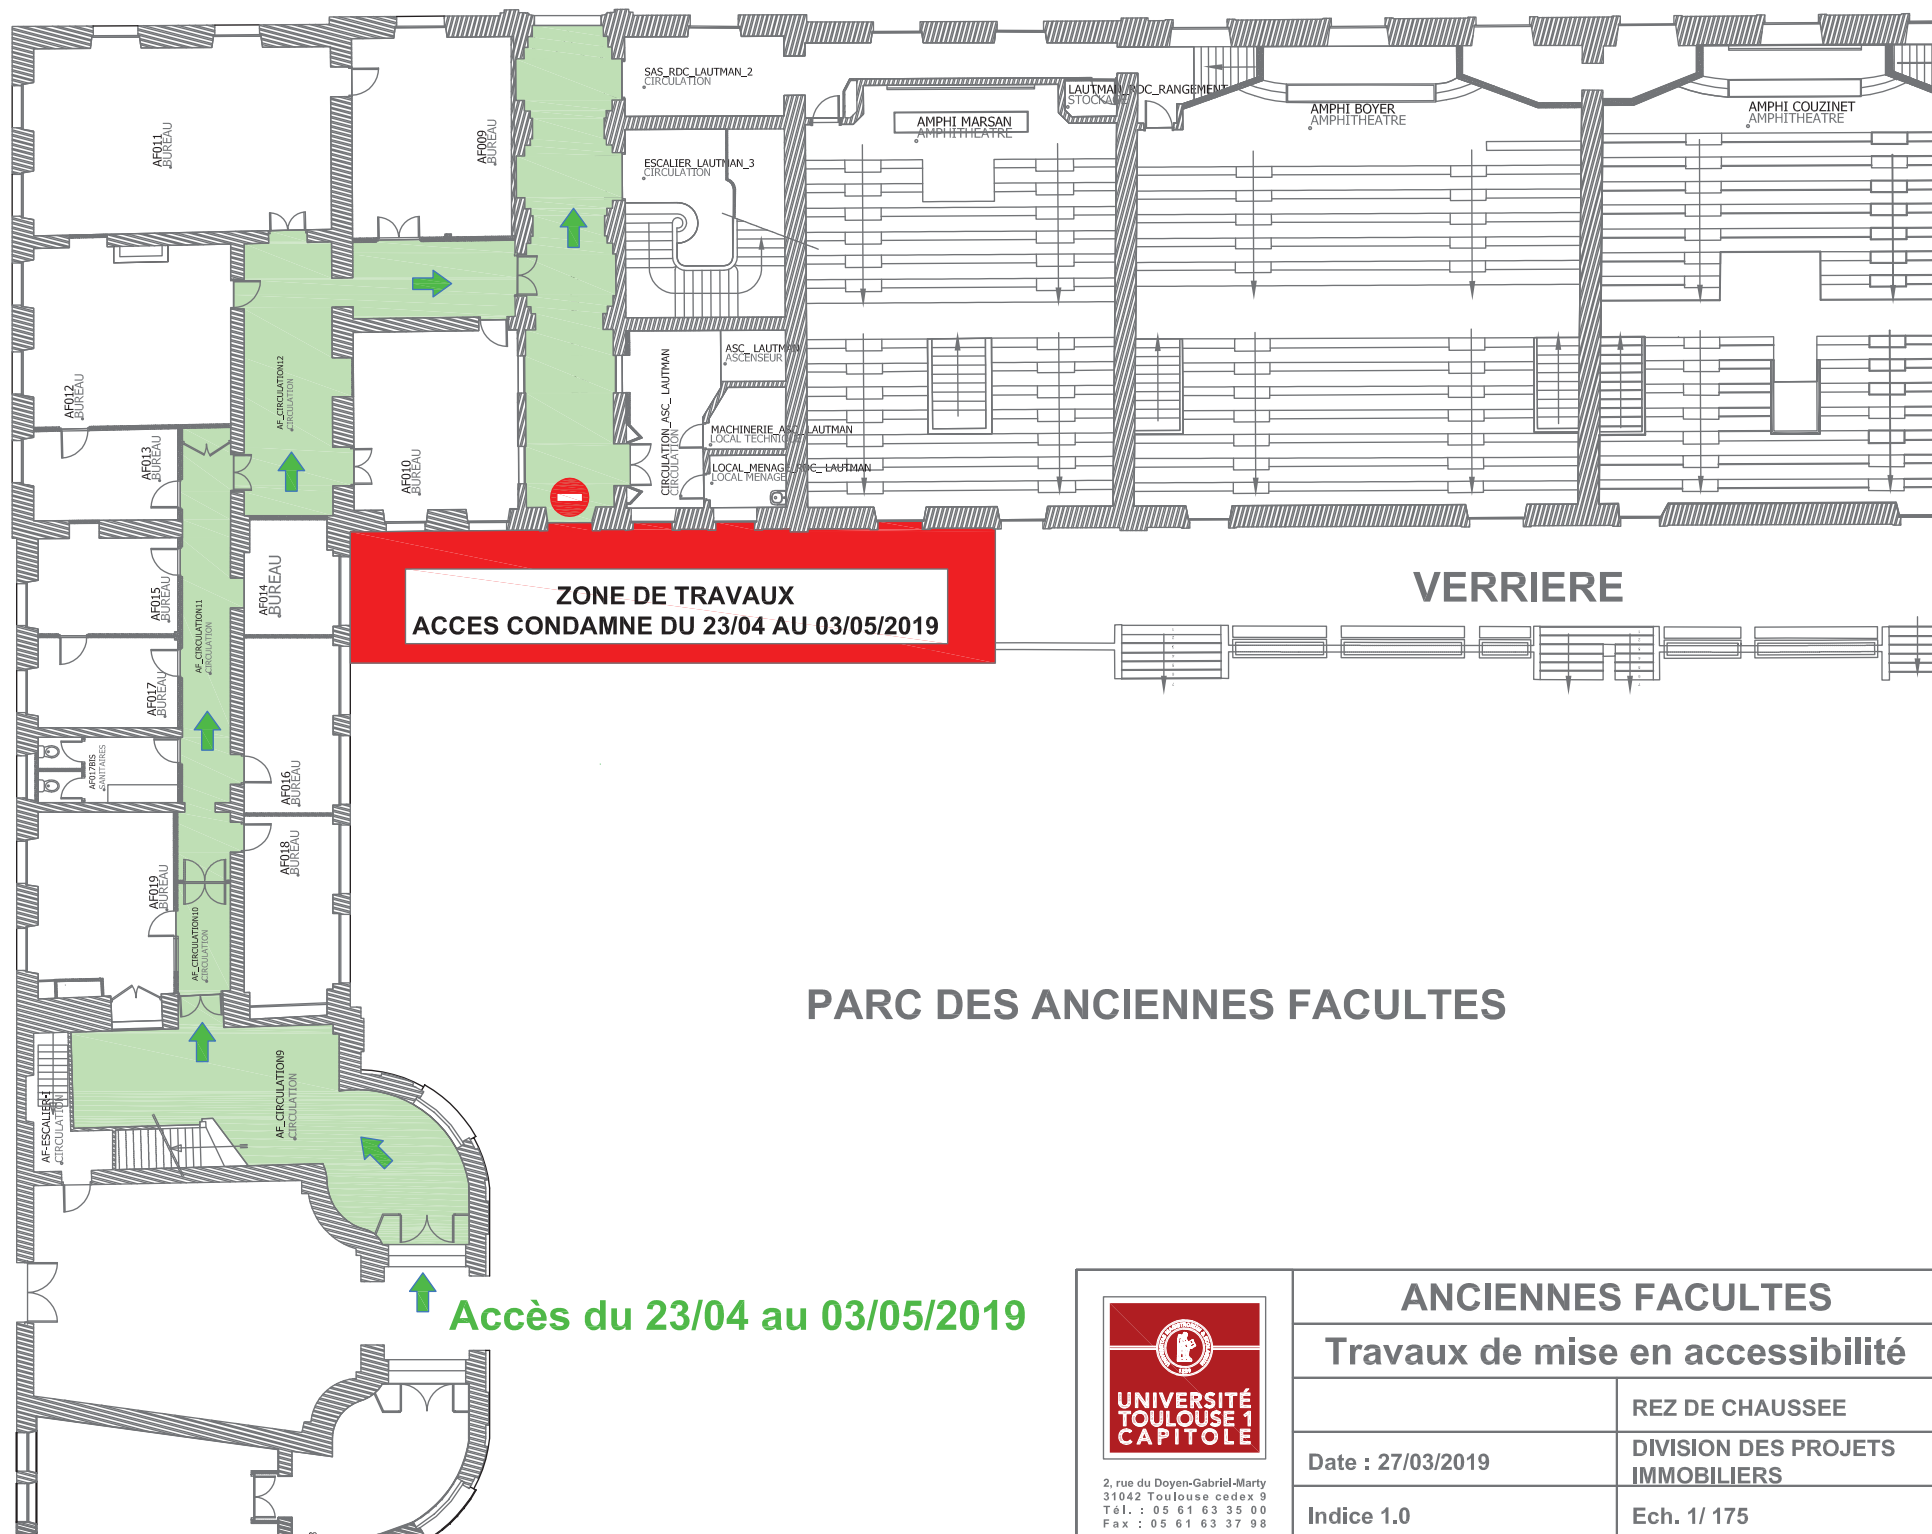 SAS_RDC_LAUTMAN_2
CIRCULATION
LAUTMAN_RDC_RANGEMENT
STOCKAGE
AMPHI MARSAN
AMPHITHEATRE
AMPHI BOYER
AMPHITHEATRE
AMPHI COUZINET
AMPHITHEATRE
AF011
BUREAU
AF009
BUREAU
ESCALIER_LAUTMAN_3
CIRCULATION
AF012
BUREAU
AF_CIRCULATION12
CIRCULATION
AF010
BUREAU
CIRCULATION_ASC_LAUTMAN
CIRCULATION
ASC_LAUTMAN
ASCENSEUR
MACHINERIE_ASC_LAUTMAN
LOCAL TECHNIQUE
LOCAL_MENAGE_RDC_LAUTMAN
LOCAL MENAGE
AF013
BUREAU
AF015
BUREAU
AF014
BUREAU
AF_CIRCULATION11
CIRCULATION
ZONE DE TRAVAUX
ACCES CONDAMNE DU 23/04 AU 03/05/2019
VERRIERE
AF017
BUREAU
AF017BIS
SANITAIRES
AF016
BUREAU
AF018
BUREAU
AF019
BUREAU
AF_CIRCULATION10
CIRCULATION
PARC DES ANCIENNES FACULTES
AF-ESCALIER-I
CIRCULATION
AF_CIRCULATION9
CIRCULATION
Accès du 23/04 au 03/05/2019
UNIVERSITÉ
TOULOUSE 1
CAPITOLE
2, rue du Doyen-Gabriel-Marty
31042 Toulouse cedex 9
Tél. : 05 61 63 35 00
Fax : 05 61 63 37 98
ANCIENNES FACULTES
Travaux de mise en accessibilité
REZ DE CHAUSSEE
Date : 27/03/2019
DIVISION DES PROJETS
IMMOBILIERS
Indice 1.0
Ech. 1/ 175